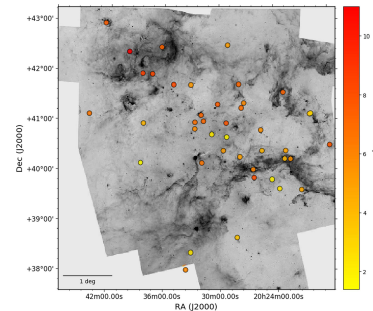 +43°00'
+42°00'
+41°00'
+40°00'
+39°00'
+38°00'
Dec (J2000)
1 deg
42m00.00s
36m00.00s
30m00.00s
20h24m00.00s
RA (J2000)
10
8
6
4
2